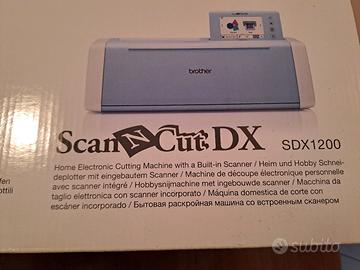 brother
ScanNCut DX SDX1200
Home Electronic Cutting Machine with a Built-in Scanner / Heim und Hobby Schnei-
deplotter mit eingebautem Scanner / Machine de découpe électronique personnelle
avec scanner intégré / Hobbysnijmachine met ingebouwde scanner / Macchina da
taglio elettronica con scanner incorporato / Máquina domestica de corte con
escáner incorporado / Бытовая раскройная машина со встроенным сканером
subito